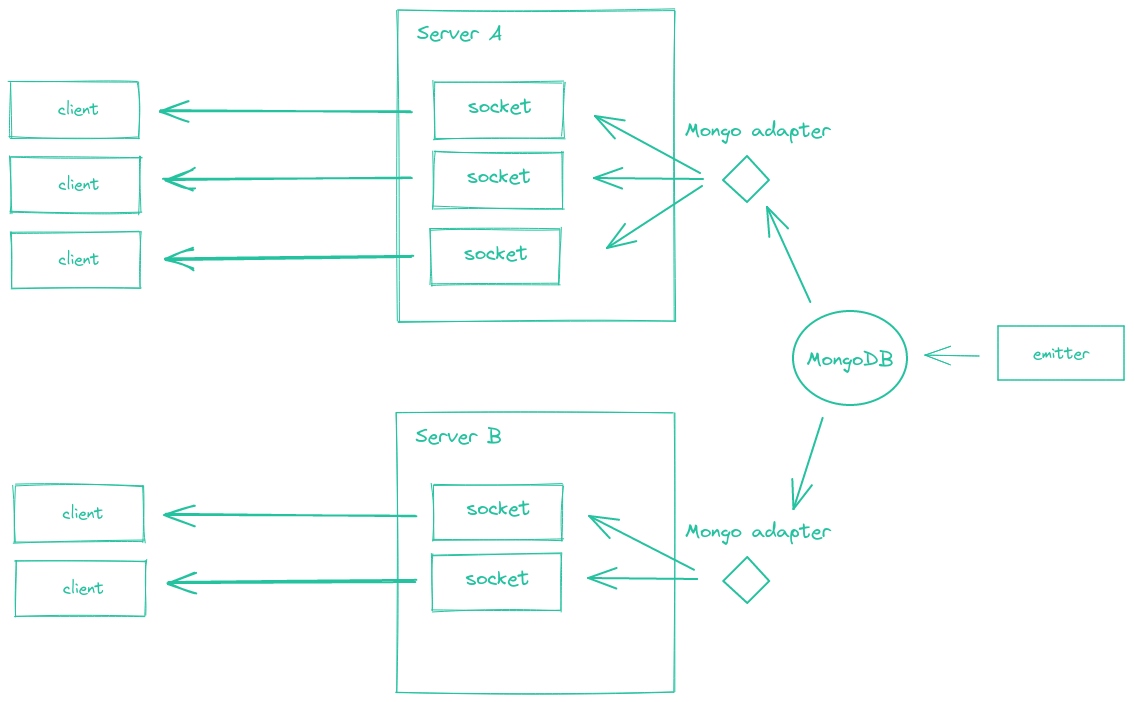 Server A
client
socket
Mongo adapter
client
socket
client
socket
MongoDB
emitter
Server B
client
socket
Mongo adapter
client
socket